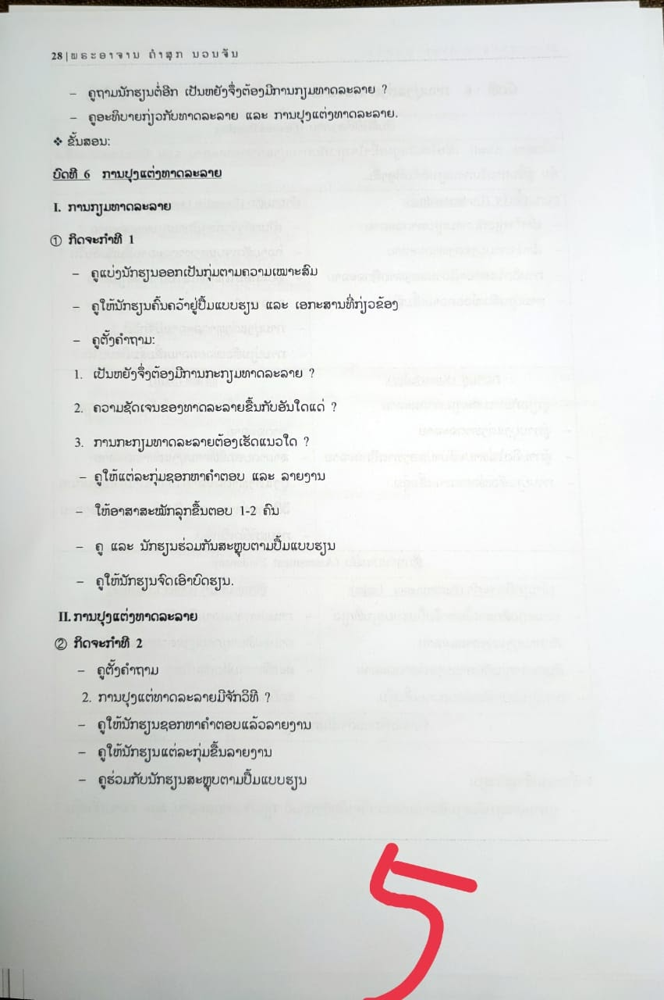 28 | ພຣະອາຈານ ຄຳສຸກ ນວນຈັນ
– ຄູຖາມນັກຮຽນຕໍ່ອີກ ເປັນຫຍັງຈຶ່ງຕ້ອງມີການກຽມທາດລະລາຍ ?
– ຄູອະທິບາຍກ່ຽວກັບທາດລະລາຍ ແລະ ການປຸງແຕ່ງທາດລະລາຍ.
❖ ຂັ້ນສອນ:
ບົດທີ 6 ການປຸງແຕ່ງທາດລະລາຍ
I. ການກຽມທາດລະລາຍ
① ກິດຈະກຳທີ 1
– ຄູແບ່ງນັກຮຽນອອກເປັນກຸ່ມຕາມຄວາມເໝາະສົມ
– ຄູໃຫ້ນັກຮຽນຄົ້ນຄວ້າຢູ່ປຶ້ມແບບຮຽນ ແລະ ເອກະສານທີ່ກ່ຽວຂ້ອງ
– ຄູຕັ້ງຄຳຖາມ:
1. ເປັນຫຍັງຈຶ່ງຕ້ອງມີການກະກຽມທາດລະລາຍ ?
2. ຄວາມຊັດເຈນຂອງທາດລະລາຍຂຶ້ນກັບອັນໃດແດ່ ?
3. ການກະກຽມທາດລະລາຍຕ້ອງເຮັດແນວໃດ ?
– ຄູໃຫ້ແຕ່ລະກຸ່ມຊອກຫາຄຳຕອບ ແລະ ລາຍງານ
– ໃຫ້ອາສາສະໝັກລຸກຂຶ້ນຕອບ 1-2 ຄົນ
– ຄູ ແລະ ນັກຮຽນຮ່ວມກັນສະຫຼຸບຕາມປຶ້ມແບບຮຽນ
– ຄູໃຫ້ນັກຮຽນຈົດເອົາບົດຮຽນ.
II. ການປຸງແຕ່ງທາດລະລາຍ
② ກິດຈະກຳທີ 2
– ຄູຕັ້ງຄຳຖາມ
2. ການປຸງແຕ່ທາດລະລາຍມີຈັກວິທີ ?
– ຄູໃຫ້ນັກຮຽນຊອກຫາຄຳຕອບແລ້ວລາຍງານ
– ຄູໃຫ້ນັກຮຽນແຕ່ລະກຸ່ມຂຶ້ນລາຍງານ
– ຄູຮ່ວມກັບນັກຮຽນສະຫຼຸບຕາມປຶ້ມແບບຮຽນ
5